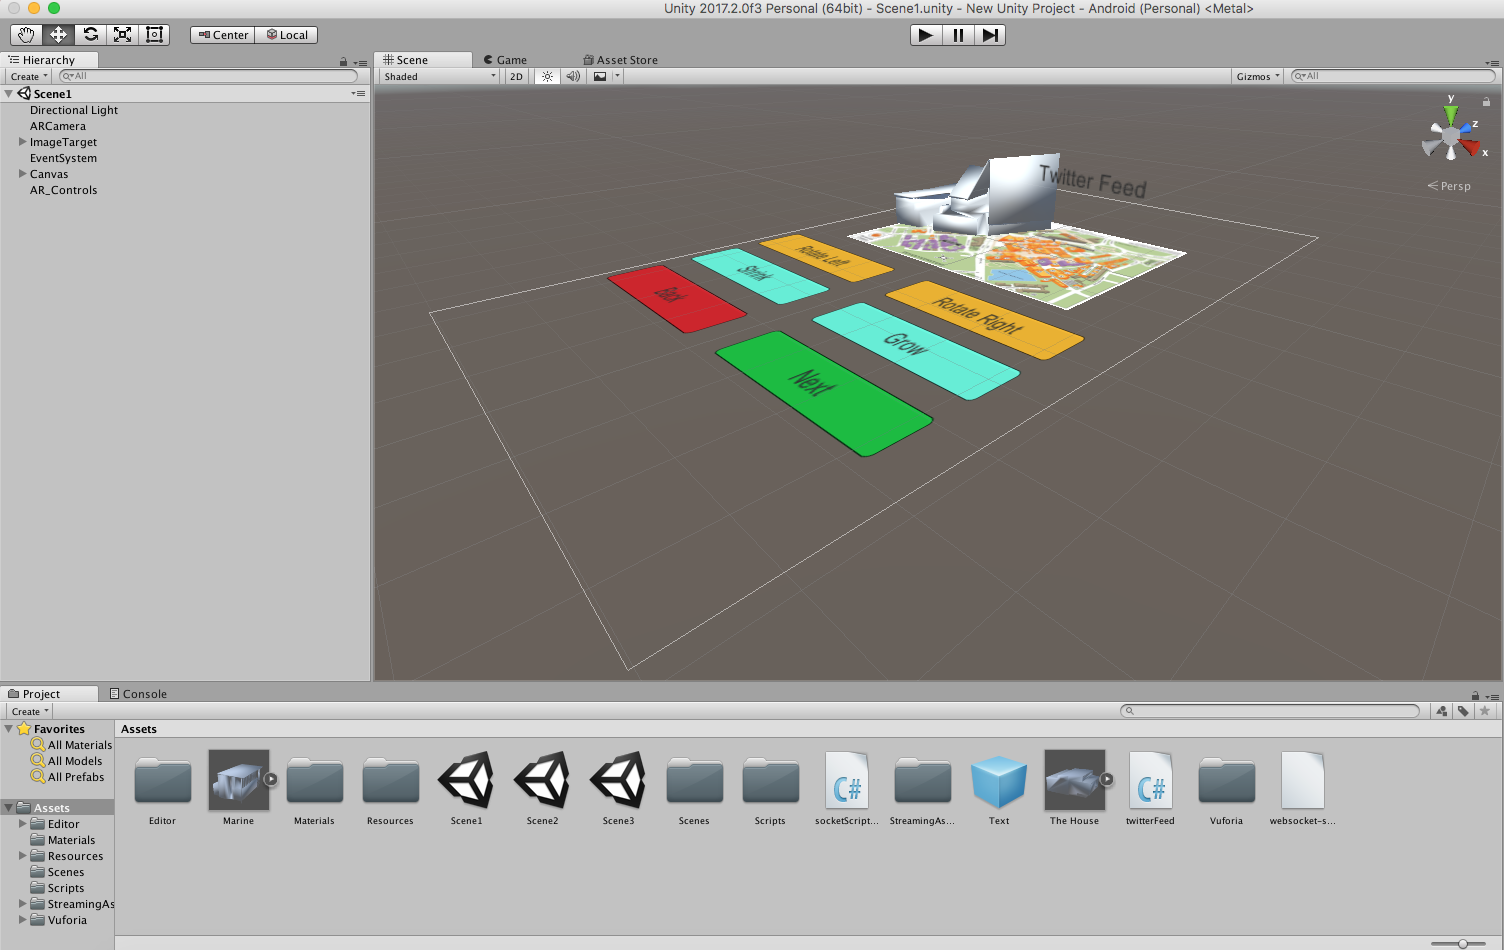 Unity 2017.2.0f3 Personal (64bit) - Scene1.unity - New Unity Project - Android (Personal) <Metal>
Center Local
Hierarchy
Create All
Scene1
Directional Light
ARCamera
ImageTarget
EventSystem
Canvas
AR_Controls
Scene Game Asset Store
Shaded 2D Gizmos All
y
z
x
Persp
Twitter Feed
Rotate Left
Shrink
Back
Rotate Right
Grow
Next
Project Console
Create
Favorites
All Materials
All Models
All Prefabs
Assets
Editor
Materials
Resources
Scenes
Scripts
StreamingAs
Vuforia
Assets
C# C#
Editor Marine Materials Resources Scene1 Scene2 Scene3 Scenes Scripts socketScript... StreamingAs... Text The House twitterFeed Vuforia websocket-s...